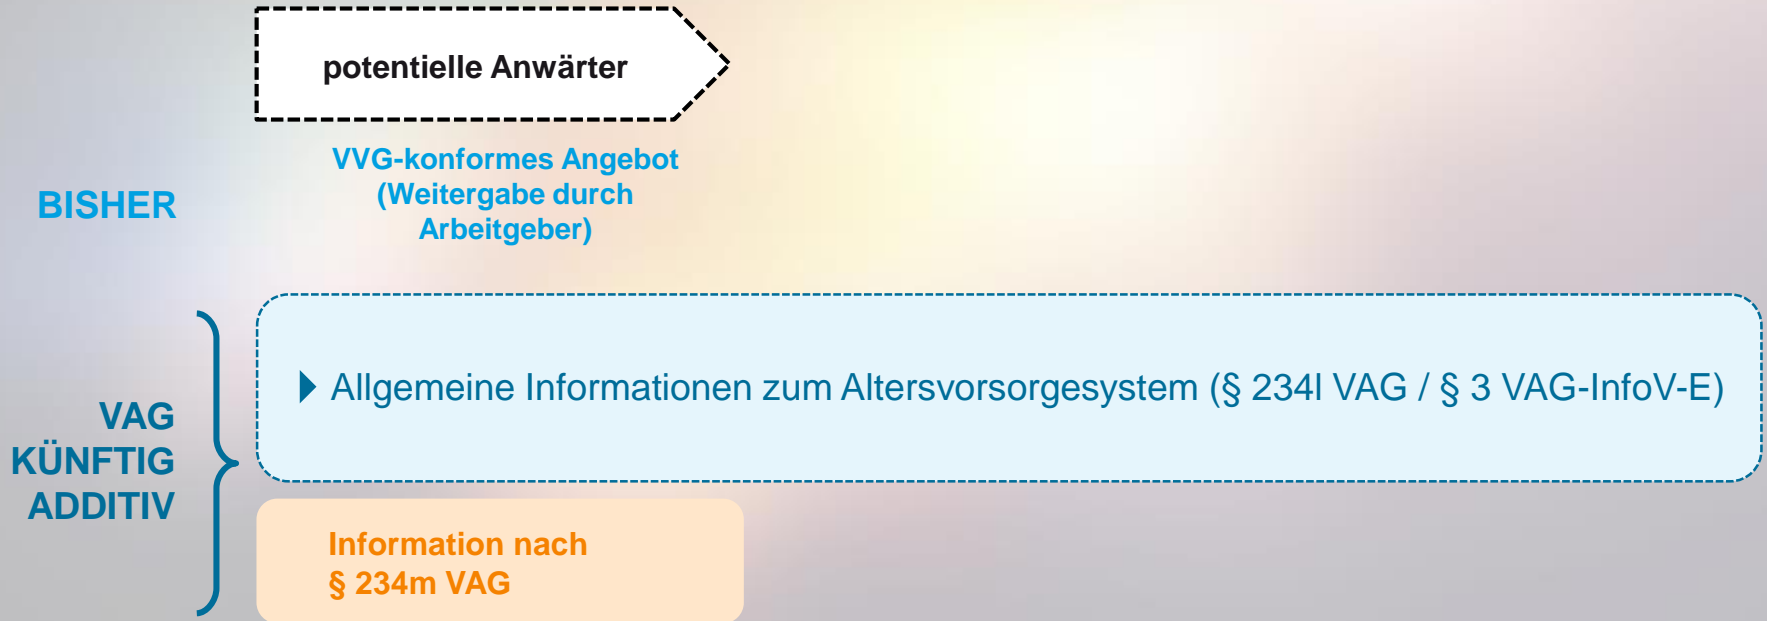 potentielle Anwärter
VVG-konformes Angebot
(Weitergabe durch
Arbeitgeber)
BISHER
▶ Allgemeine Informationen zum Altersvorsorgesystem (§ 234l VAG / § 3 VAG-InfoV-E)
VAG
KÜNFTIG
ADDITIV
Information nach
§ 234m VAG